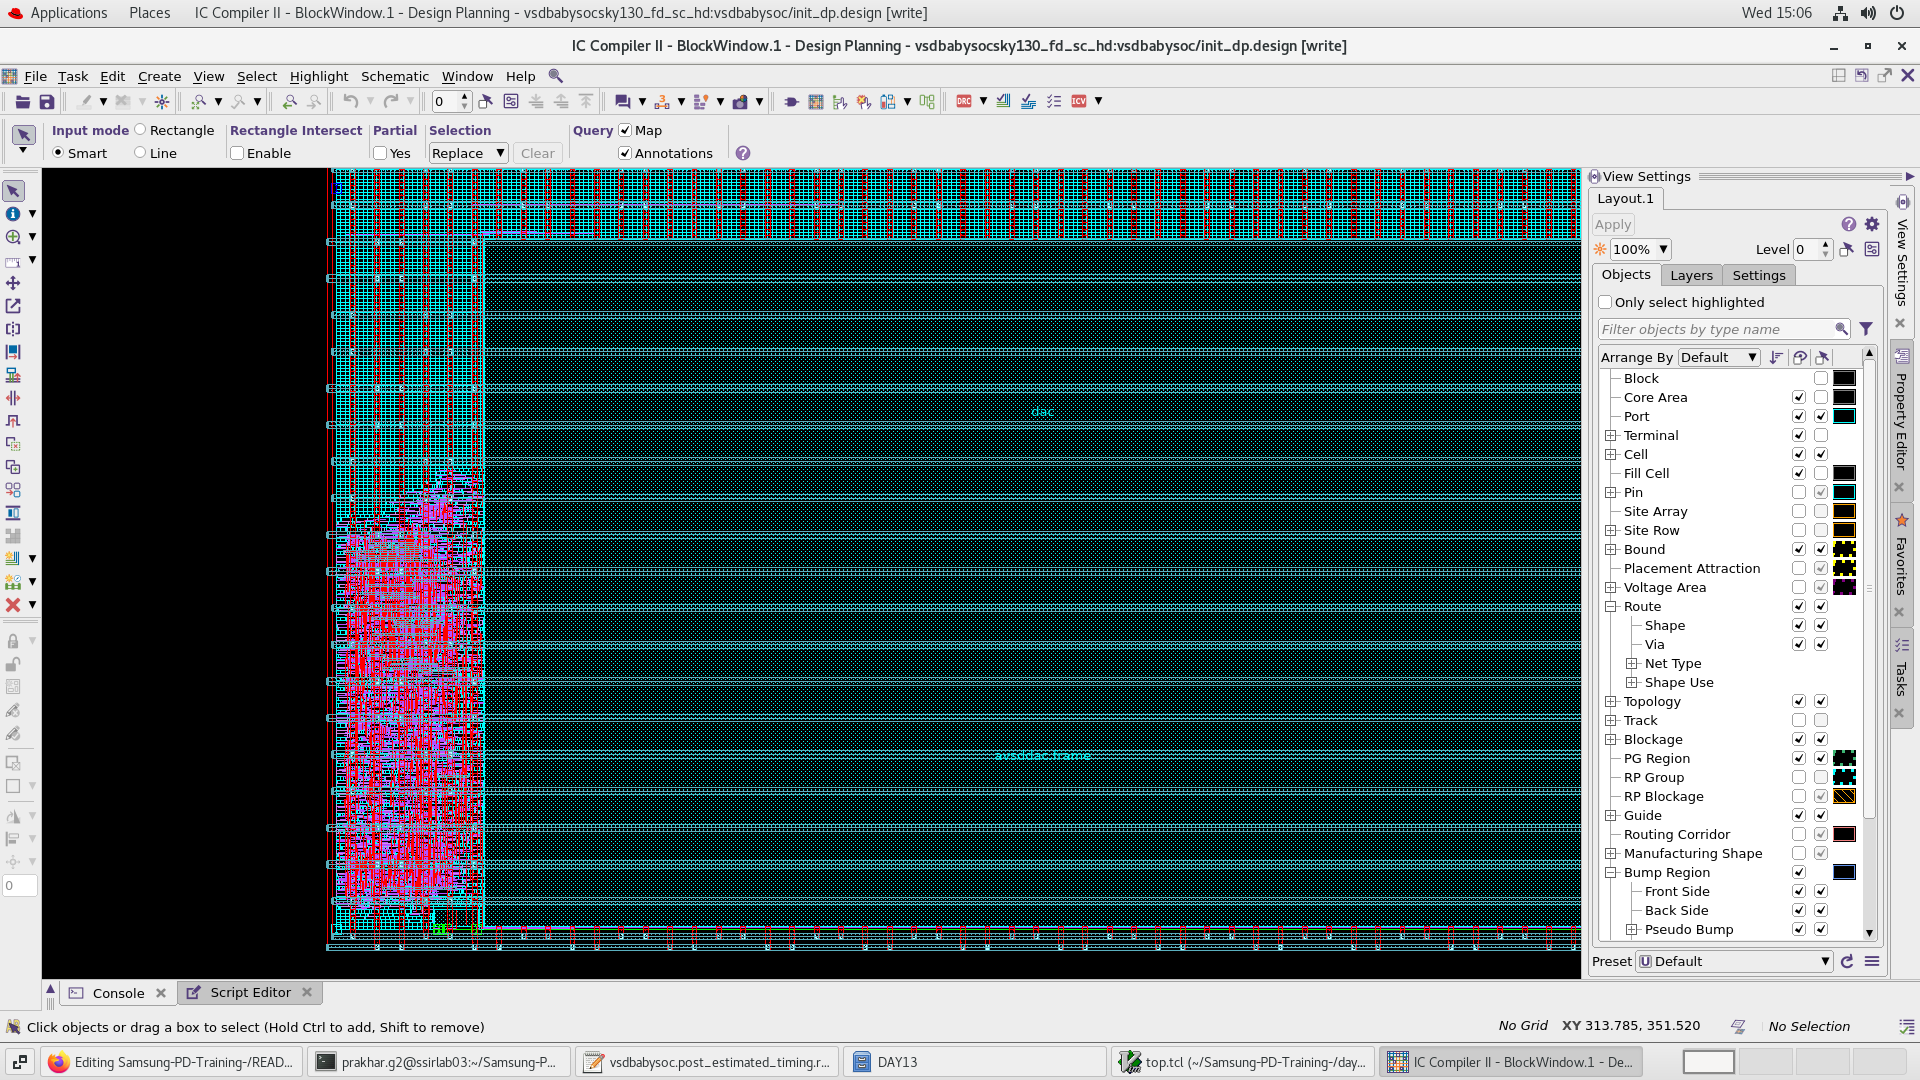 Applications Places IC Compiler II - BlockWindow.1 - Design Planning - vsdbabysocsky130_fd_sc_hd:vsdbabysoc/init_dp.design [write] Wed 15:06
IC Compiler II - BlockWindow.1 - Design Planning - vsdbabysocsky130_fd_sc_hd:vsdbabysoc/init_dp.design [write]
File Task Edit Create View Select Highlight Schematic Window Help
0 DRC ICV
Input mode Rectangle Rectangle Intersect Partial Selection Query Map
Smart Line Enable Yes Replace Clear Annotations
View Settings
Layout.1
Apply
100% Level 0
Objects Layers Settings
Only select highlighted
Filter objects by type name
Arrange By Default
Block
Core Area
Port
Terminal
Cell
Fill Cell
Pin
Site Array
Site Row
Bound
Placement Attraction
Voltage Area
Route
Shape
Via
Net Type
Shape Use
Topology
Track
Blockage
PG Region
RP Group
RP Blockage
Guide
Routing Corridor
Manufacturing Shape
Bump Region
Front Side
Back Side
Pseudo Bump
Preset Default
View Settings
Property Editor
Favorites
Tasks
dac
avsddac.frame
0
Console Script Editor
Click objects or drag a box to select (Hold Ctrl to add, Shift to remove) No Grid XY 313.785, 351.520 No Selection
Editing Samsung-PD-Training-/READ... prakhar.g2@ssirlab03:~/Samsung-P... vsdbabysoc.post_estimated_timing.r... DAY13 top.tcl (~/Samsung-PD-Training-/day... IC Compiler II - BlockWindow.1 - De...